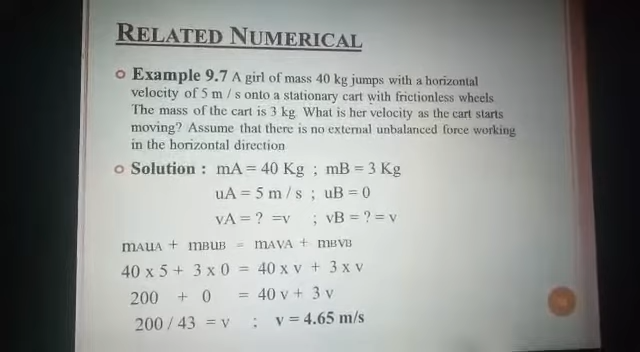 RELATED NUMERICAL
Example 9.7 A girl of mass 40 kg jumps with a horizontal
velocity of 5 m / s onto a stationary cart with frictionless wheels.
The mass of the cart is 3 kg. What is her velocity as the cart starts
moving? Assume that there is no external unbalanced force working
in the horizontal direction
Solution : mA = 40 Kg ; mB = 3 Kg
uA = 5 m / s ; uB = 0
vA = ? =v ; vB = ? = v
mAuA + mBuB = mAvA + mBvB
40 x 5 + 3 x 0 = 40 x v + 3 x v
200 + 0 = 40 v + 3 v
200 / 43 = v ; v = 4.65 m/s